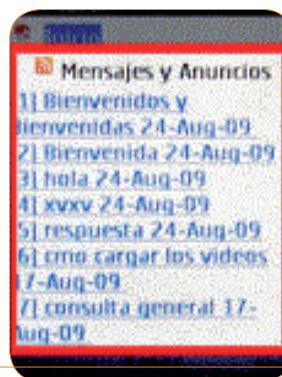 Mensajes y Anuncios
1] Bienvenidos y
Bienvenidas 24-Aug-09
2] Bienvenida 24-Aug-09
3] hola 24-Aug-09
4] xvxv 24-Aug-09
5] respuesta 24-Aug-09
6] cmo cargar los videos
17-Aug-09
7] consulta general 17-
Aug-09